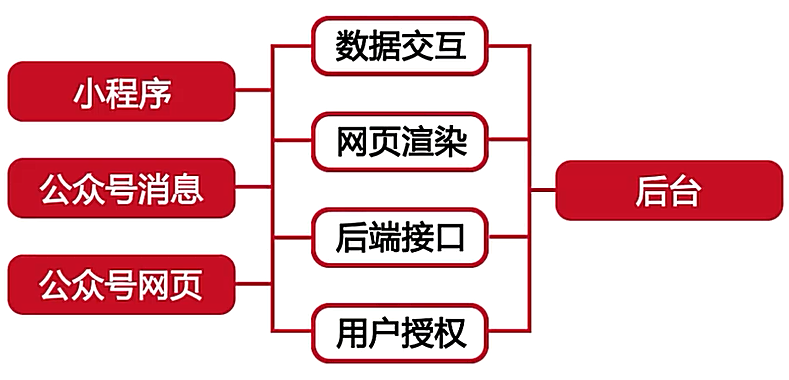 小程序
公众号消息
公众号网页
数据交互
网页渲染
后端接口
用户授权
后台